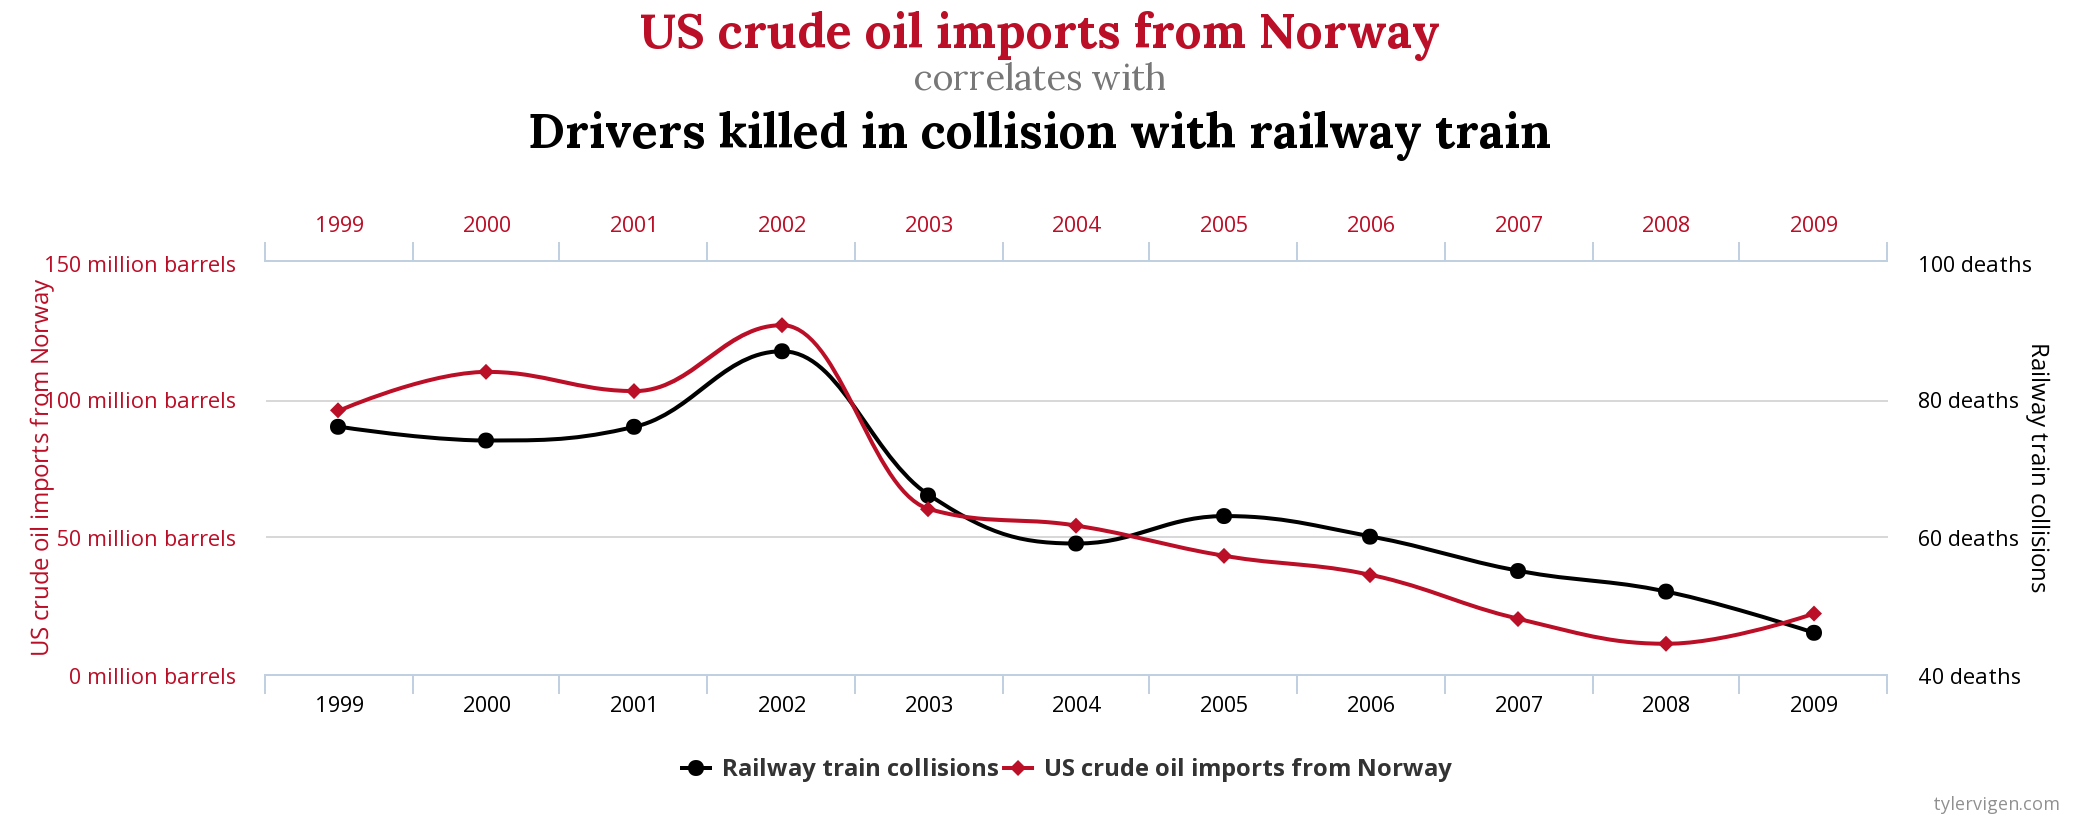 US crude oil imports from Norway
correlates with
Drivers killed in collision with railway train
1999 2000 2001 2002 2003 2004 2005 2006 2007 2008 2009
US crude oil imports from Norway
150 million barrels
100 million barrels
50 million barrels
0 million barrels
100 deaths
80 deaths
60 deaths
40 deaths
Railway train collisions
1999 2000 2001 2002 2003 2004 2005 2006 2007 2008 2009
Railway train collisions US crude oil imports from Norway
tylervigen.com